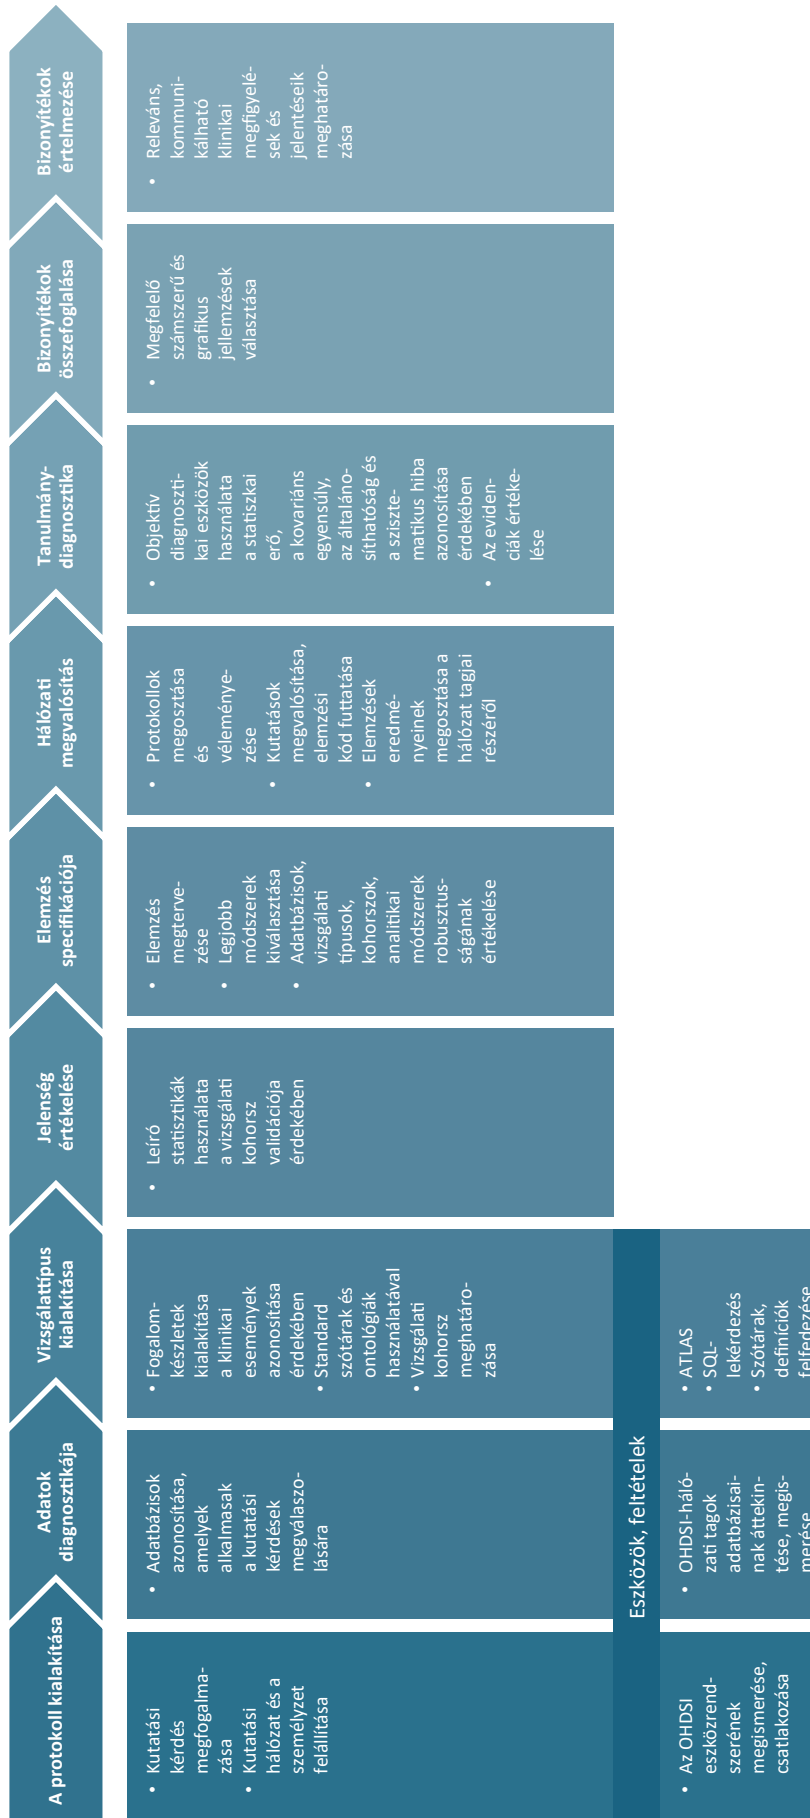 A protokoll kialakítása
Adatok
diagnosztikája
Vizsgálattípus
kialakítása
Jelenség
értékelése
Elemzés
specifikációja
Hálózati
megvalósítás
Tanulmány-
diagnosztika
Bizonyítékok
összefoglalása
Bizonyítékok
értelmezése
• Kutatási
kérdés
megfogalma-
zása
• Kutatási
hálózat és a
személyzet
felállítása
• Adatbázisok
azonosítása,
amelyek
alkalmasak
a kutatási
kérdések
megválaszo-
lására
• Fogalom-
készletek
kialakítása
a klinikai
események
azonosítása
érdekében
• Standard
szótárak és
ontológiák
használatával
• Vizsgálati
kohorsz
meghatáro-
zása
• Leíró
statisztikák
használata
a vizsgálati
kohorsz
validációja
érdekében
• Elemzés
megterve-
zése
• Legjobb
módszerek
kiválasztása
• Adatbázisok,
vizsgálati
típusok,
kohorszok,
analitikai
módszerek
robusztus-
ságának
értékelése
• Protokollok
megosztása
és
véleménye-
zése
• Kutatások
megvalósítása,
elemzési
kód futtatása
• Elemzések
eredmé-
nyeinek
megosztása a
hálózat tagjai
részéről
• Objektív
diagnoszti-
kai eszközök
használata
a statiszkai
erő,
a kovariáns
egyensúly,
az általáno-
síthatóság és
a sziszte-
matikus hiba
azonosítása
érdekében
• Az eviden-
ciák értéke-
lése
• Megfelelő
számszerű és
grafikus
jellemzések
választása
• Releváns,
kommuni-
kálható
klinikai
megfigyelé-
sek és
jelentéseik
meghatáro-
zása
Eszközök, feltételek
• Az OHDSI
eszközrend-
szerének
megismerése,
csatlakozása
• OHDSI-háló-
zati tagok
adatbázisai-
nak áttekin-
tése, megis-
merése
• ATLAS
• SQL-
lekérdezés
• Szótárak,
definíciók
felfedezése